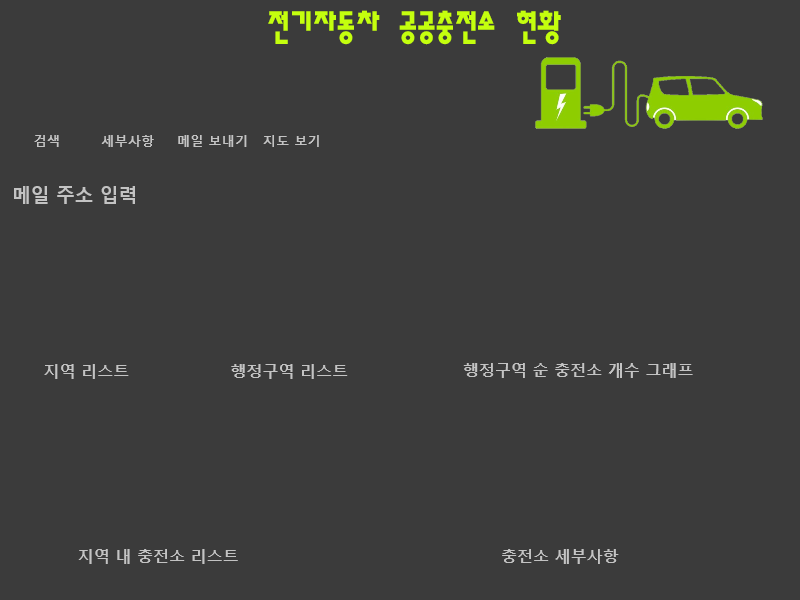 전기자동차 공공충전소 현황
검색 세부사항 메일 보내기 지도 보기
메일 주소 입력
지역 리스트 행정구역 리스트 행정구역 순 충전소 개수 그래프
지역 내 충전소 리스트 충전소 세부사항